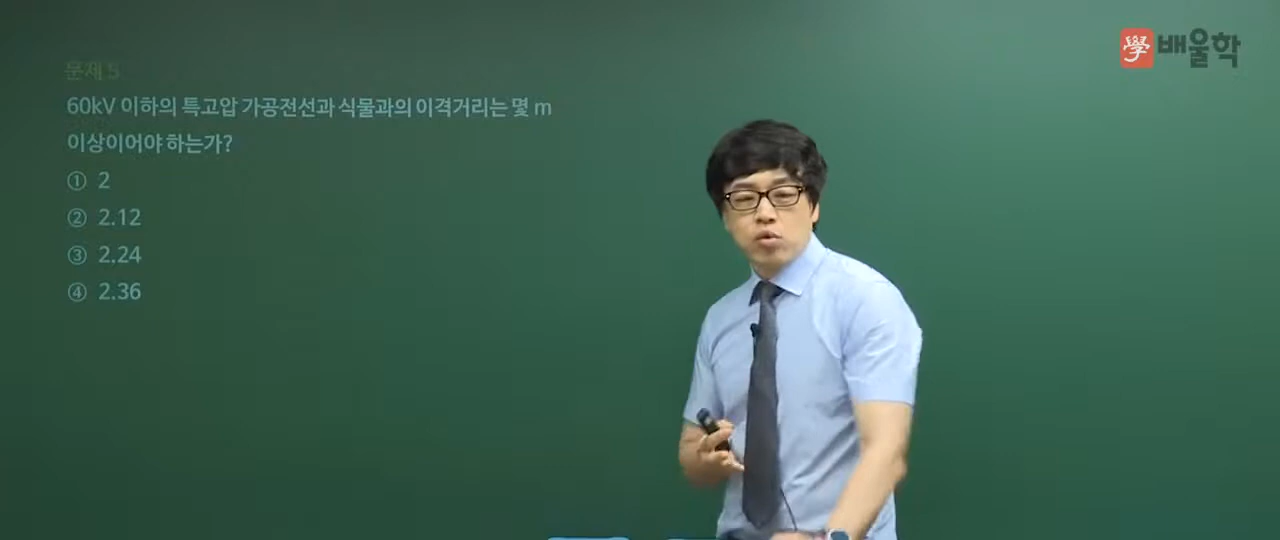 學 배울학
문제 5
60kV 이하의 특고압 가공전선과 식물과의 이격거리는 몇 m
이상이어야 하는가?
① 2
② 2.12
③ 2.24
④ 2.36